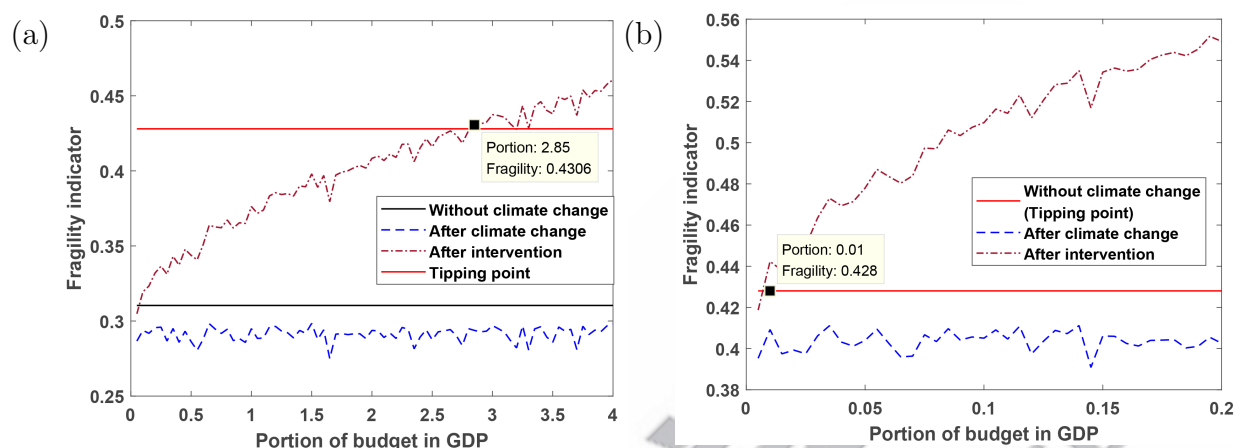 (a)
0.5
0.45
0.4
0.35
0.3
0.25
Fragility indicator
Portion: 2.85
Fragility: 0.4306
Without climate change
After climate change
After intervention
Tipping point
0 0.5 1 1.5 2 2.5 3 3.5 4
Portion of budget in GDP
(b)
0.56
0.54
0.52
0.5
0.48
0.46
0.44
0.42
0.4
0.38
Fragility indicator
Portion: 0.01
Fragility: 0.428
Without climate change
(Tipping point)
After climate change
After intervention
0 0.05 0.1 0.15 0.2
Portion of budget in GDP